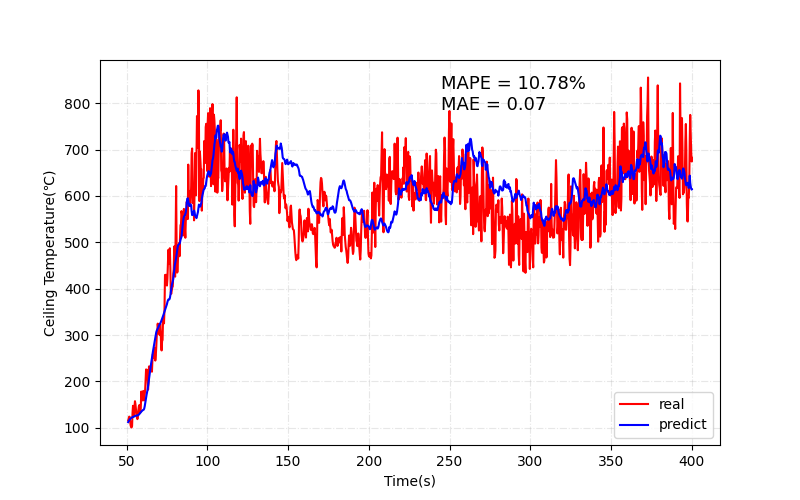 MAPE = 10.78%
MAE = 0.07
800
700
600
500
400
300
200
100
Ceiling Temperature(℃)
real
predict
50 100 150 200 250 300 350 400
Time(s)